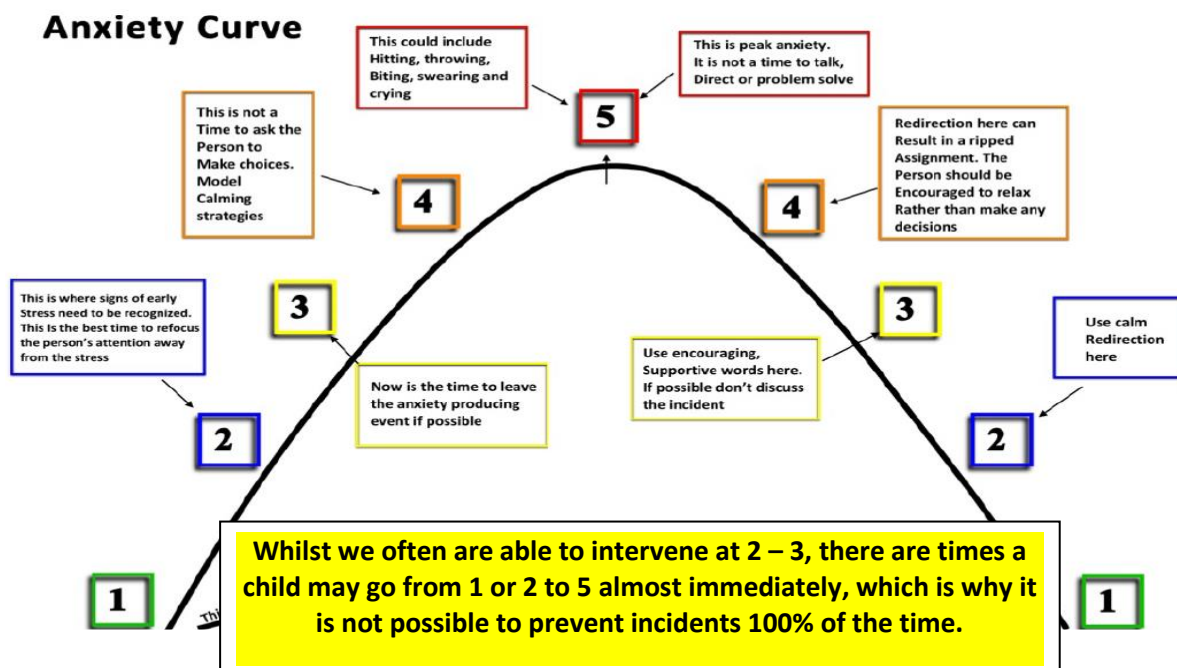 Anxiety Curve
This could include
Hitting, throwing,
Biting, swearing and
crying
This is peak anxiety.
It is not a time to talk,
Direct or problem solve
5
This is not a
Time to ask the
Person to
Make choices.
Model
Calming
strategies
4
4
Redirection here can
Result in a ripped
Assignment. The
Person should be
Encouraged to relax
Rather than make any
decisions
This is where signs of early
Stress need to be recognized.
This Is the best time to refocus
the person's attention away
from the stress
3
3
Now is the time to leave
the anxiety producing
event if possible
Use encouraging,
Supportive words here.
If possible don't discuss
the incident
Use calm
Redirection
here
2
2
1
1
Whilst we often are able to intervene at 2 – 3, there are times a
child may go from 1 or 2 to 5 almost immediately, which is why it
is not possible to prevent incidents 100% of the time.